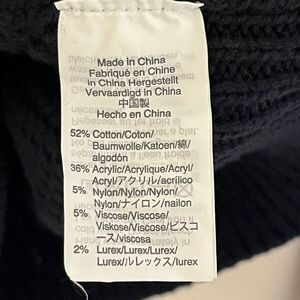 Made in China
Fabriqué en Chine
in China Hergestellt
Vervaardigd in China
中国製
Hecho en China
52% Cotton/Coton/
Baumwolle/Katoen/綿/
algodón
36% Acrylic/Acrylique/Acryl/
Acryl/アクリル/acrílico
5% Nylon/Nylon/Nylon/
Nylon/ナイロン/nailon
5% Viscose/Viscose/
Viskose/Viscose/ビスコ
ース/viscosa
2% Lurex/Lurex/Lurex/
Lurex/ルレックス/lurex